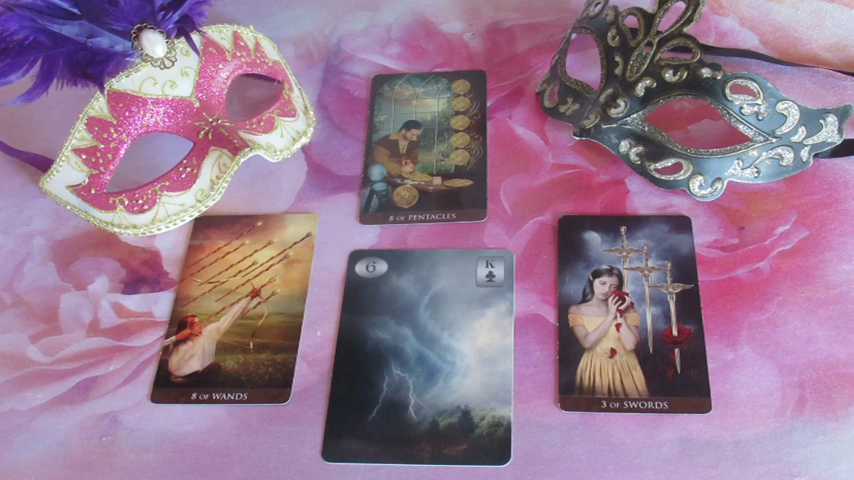 8 OF PENTACLES
6
K
8 OF WANDS
3 OF SWORDS